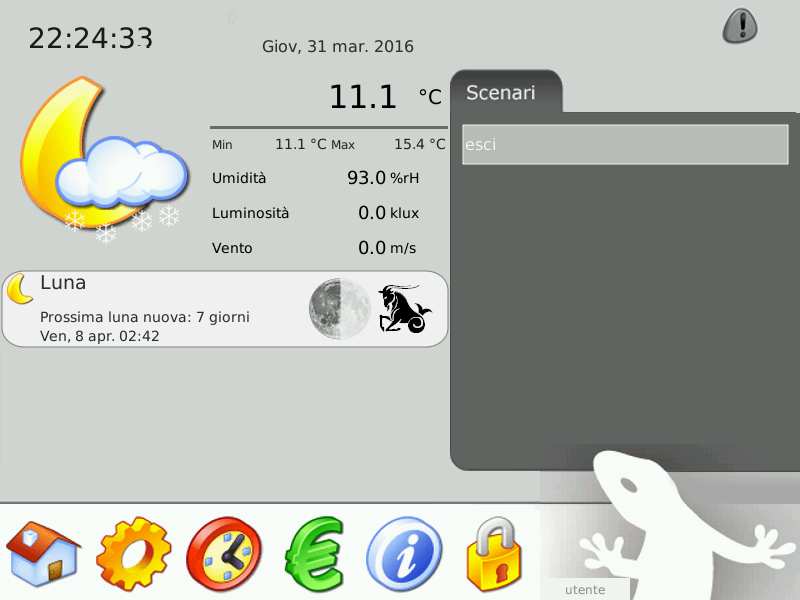 22:24:33
Giov, 31 mar. 2016
11.1 °C
Min 11.1 °C Max 15.4 °C
Umidità 93.0 %rH
Luminosità 0.0 klux
Vento 0.0 m/s
Luna
Prossima luna nuova: 7 giorni
Ven, 8 apr. 02:42
Scenari
esci
utente